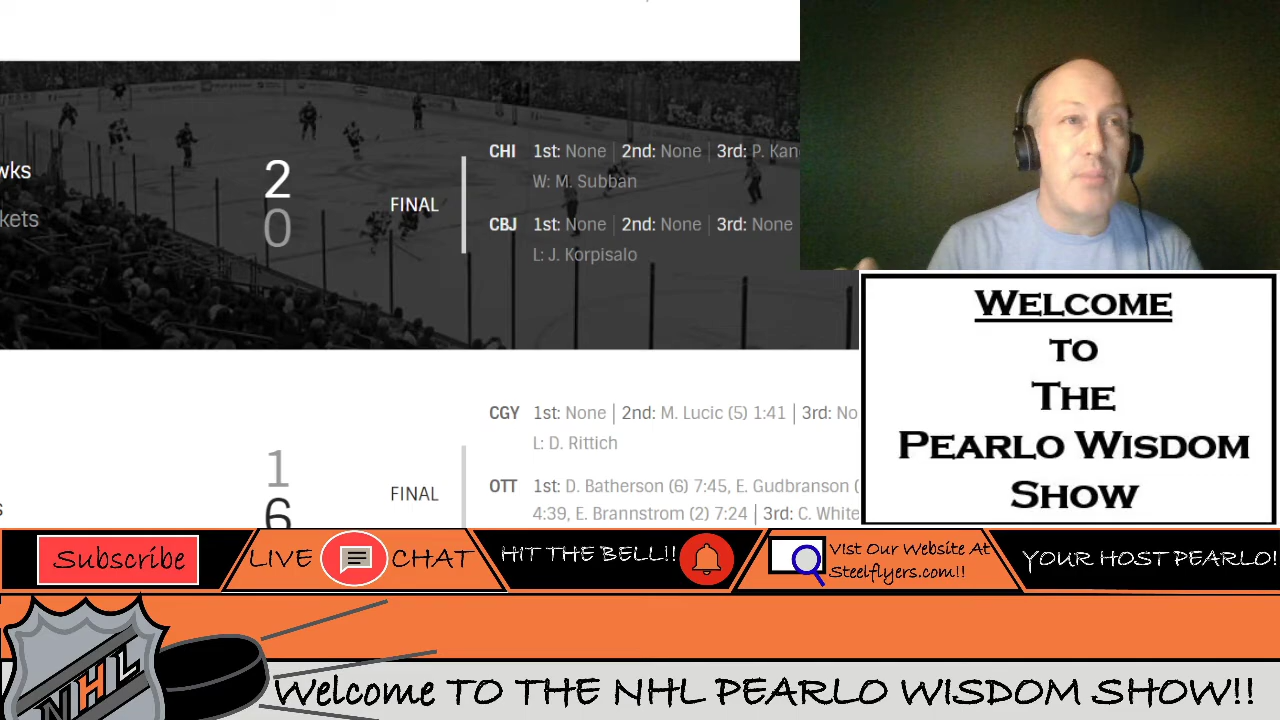 wks
kets
2
0
FINAL
CHI 1st: None | 2nd: None | 3rd: P. Kan
W: M. Subban
CBJ 1st: None | 2nd: None | 3rd: None
L: J. Korpisalo
WELCOME
TO
THE
PEARLO WISDOM
SHOW
s
1
6
FINAL
CGY 1st: None | 2nd: M. Lucic (5) 1:41 | 3rd: No
L: D. Rittich
OTT 1st: D. Batherson (6) 7:45, E. Gudbranson (
4:39, E. Brannstrom (2) 7:24 | 3rd: C. White
Subscribe
LIVE CHAT
HIT THE BELL!!
VIst Our Website At
Steelflyers.com!!
YOUR HOST PEARLO!
NHL
Welcome TO THE NHL PEARLO WISDOM SHOW!!